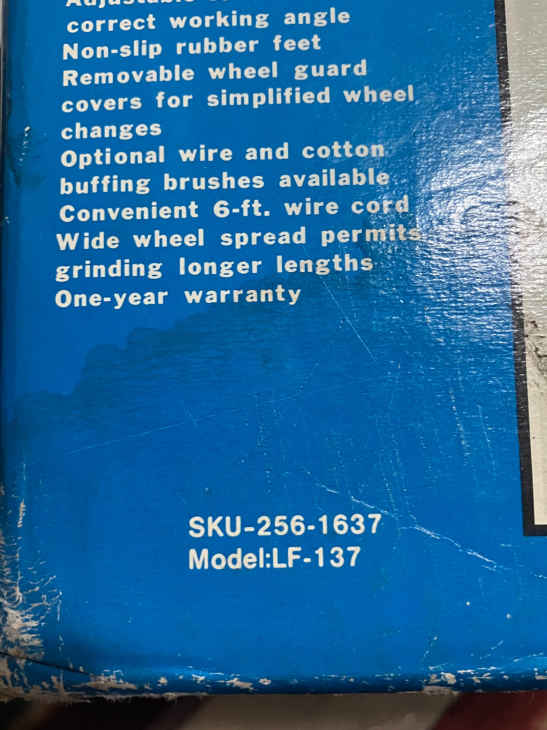 Adjustable
correct working angle
Non-slip rubber feet
Removable wheel guard
covers for simplified wheel
changes
Optional wire and cotton
buffing brushes available
Convenient 6-ft. wire cord
Wide wheel spread permits
grinding longer lengths
One-year warranty
SKU-256-1637
Model:LF-137